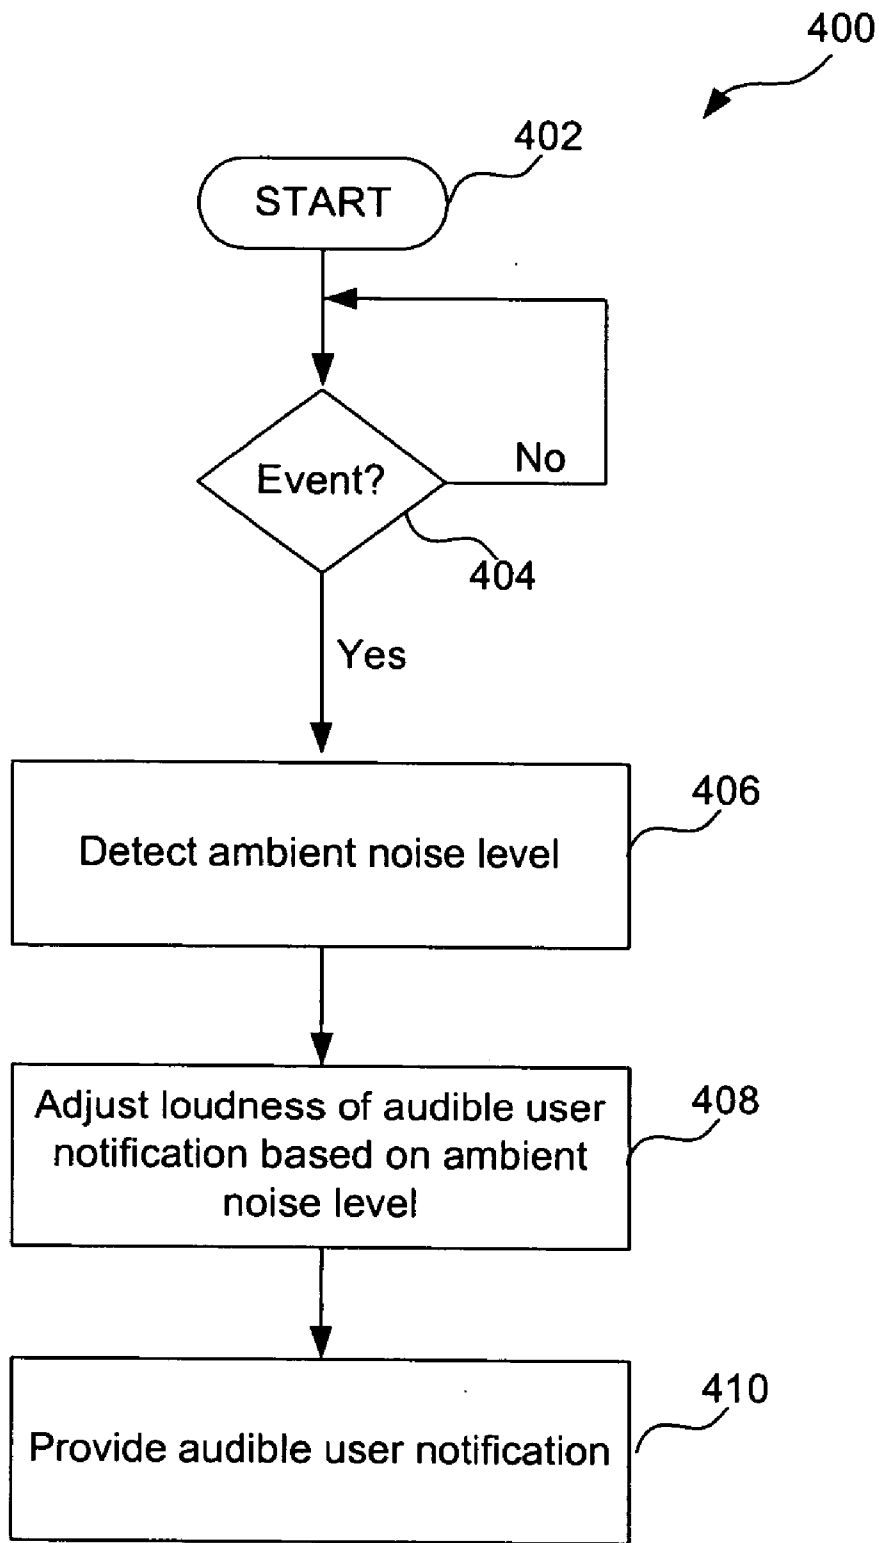 400
402
START
No
Event?
404
Yes
406
Detect ambient noise level
408
Adjust loudness of audible user
notification based on ambient
noise level
410
Provide audible user notification